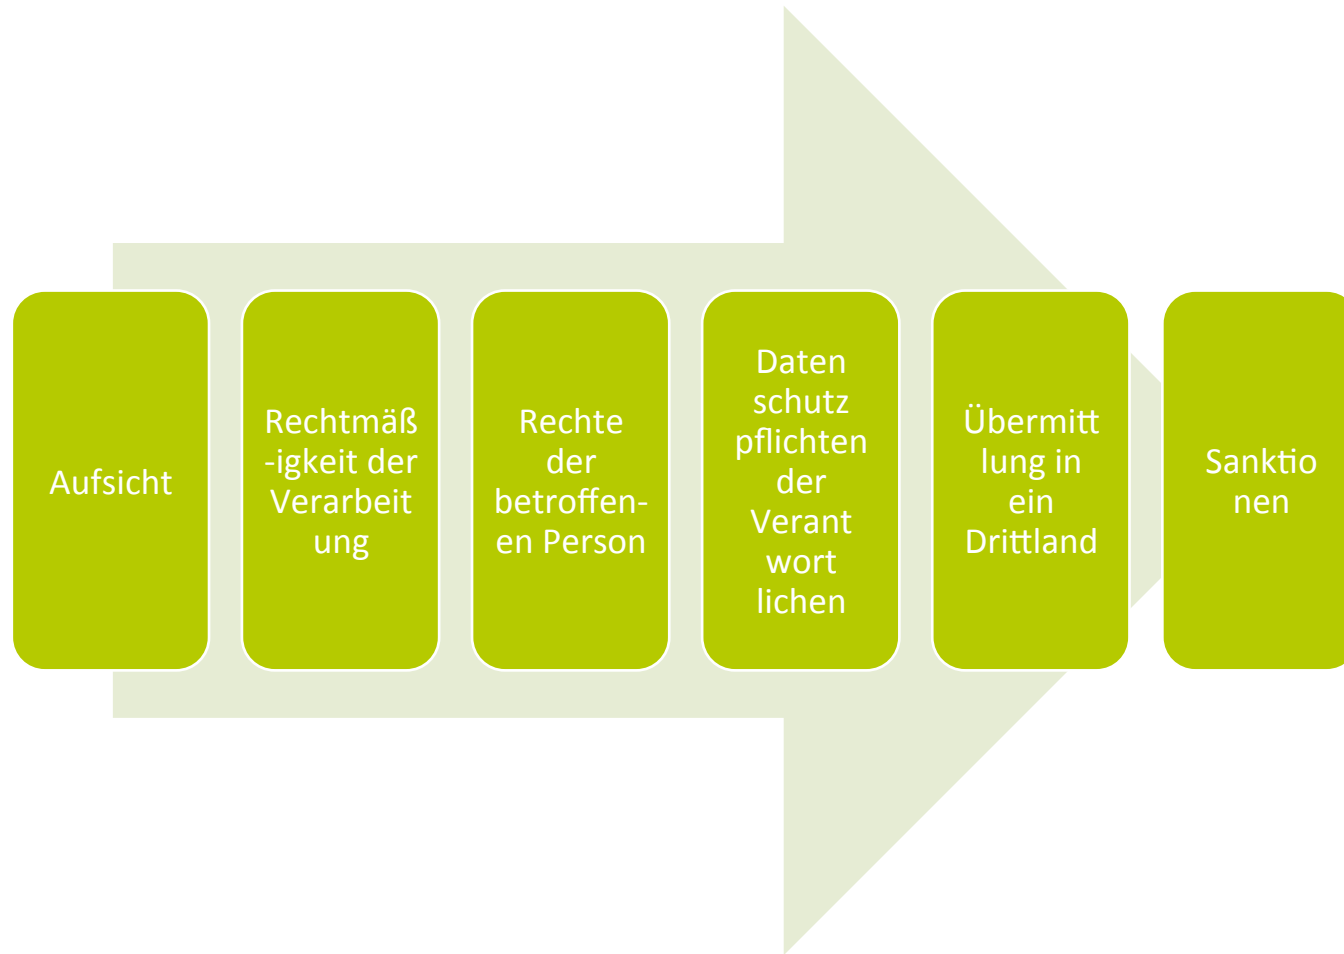 Aufsicht
Rechtmäß
-igkeit der
Verarbeit
ung
Rechte
der
betroffen-
en Person
Daten
schutz
pflichten
der
Verant
wort
lichen
Übermitt
lung in
ein
Drittland
Sanktio
nen